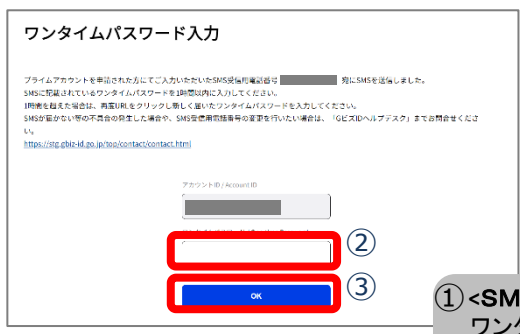 ワンタイムパスワード入力
プライムアカウントを申請された方にてご入力いただいたSMS受信用電話番号 宛にSMSを送信しました。
SMSに記載されているワンタイムパスワードを1時間以内に入力してください。
1時間を超えた場合は、再度URLをクリックし新しく届いたワンタイムパスワードを入力してください。
SMSが届かない等の不具合の発生した場合や、SMS受信用電話番号の変更を行いたい場合は、「GビズIDヘルプデスク」までお問合せくださ
い。
https://stg.gbiz-id.go.jp/top/contact/contact.html
アカウントID / Account ID
②
③
OK
①<SM
ワン